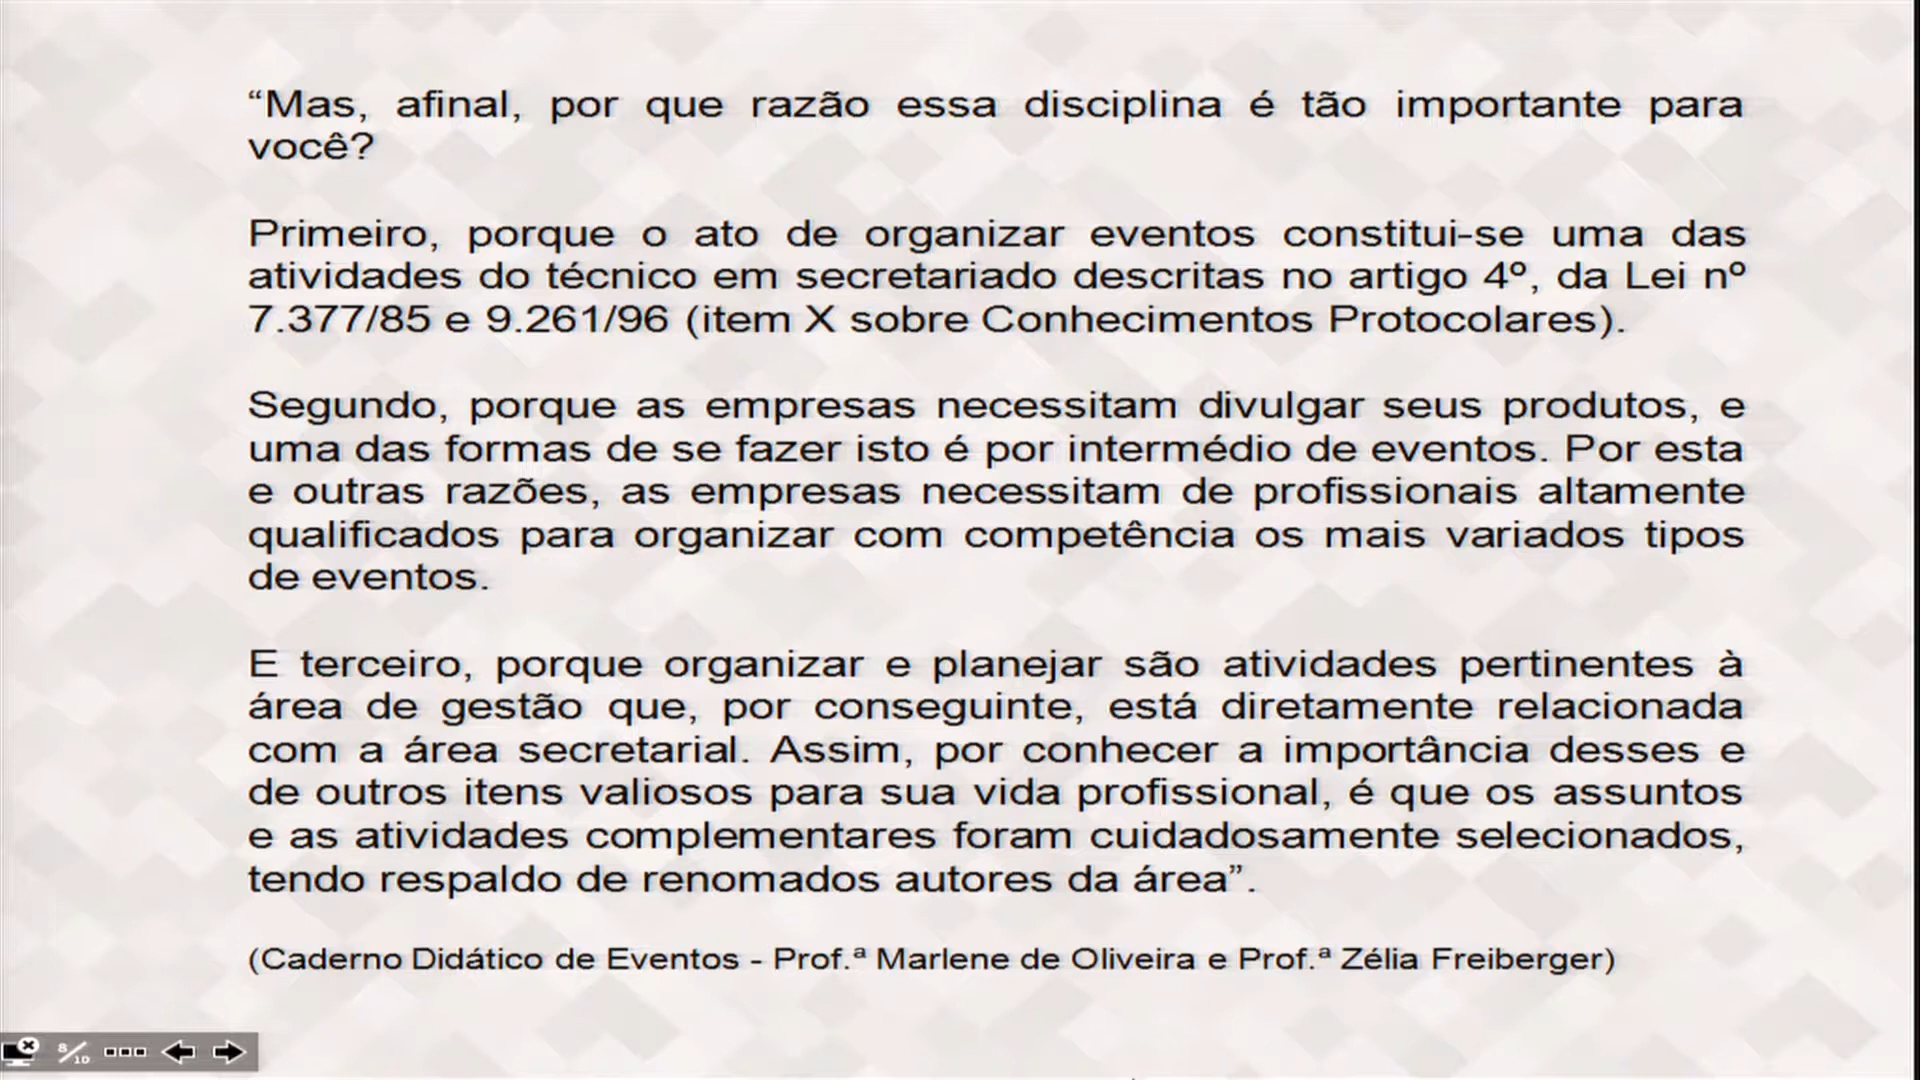 “Mas, afinal, por que razão essa disciplina é tão importante para
você?
Primeiro, porque o ato de organizar eventos constitui-se uma das
atividades do técnico em secretariado descritas no artigo 4º, da Lei nº
7.377/85 e 9.261/96 (item X sobre Conhecimentos Protocolares).
Segundo, porque as empresas necessitam divulgar seus produtos, e
uma das formas de se fazer isto é por intermédio de eventos. Por esta
e outras razões, as empresas necessitam de profissionais altamente
qualificados para organizar com competência os mais variados tipos
de eventos.
E terceiro, porque organizar e planejar são atividades pertinentes à
área de gestão que, por conseguinte, está diretamente relacionada
com a área secretarial. Assim, por conhecer a importância desses e
de outros itens valiosos para sua vida profissional, é que os assuntos
e as atividades complementares foram cuidadosamente selecionados,
tendo respaldo de renomados autores da área”.
(Caderno Didático de Eventos - Prof.ª Marlene de Oliveira e Prof.ª Zélia Freiberger)
8/10